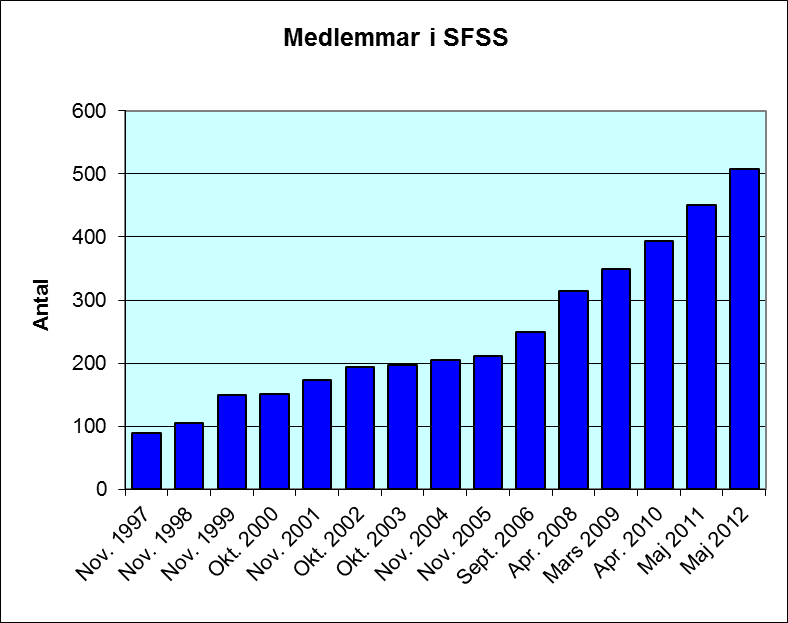 Medlemmar i SFSS
600
500
400
300
200
100
0
Antal
Nov. 1997
Nov. 1998
Nov. 1999
Okt. 2000
Nov. 2001
Okt. 2002
Okt. 2003
Nov. 2004
Nov. 2005
Sept. 2006
Apr. 2008
Mars 2009
Apr. 2010
Maj 2011
Maj 2012